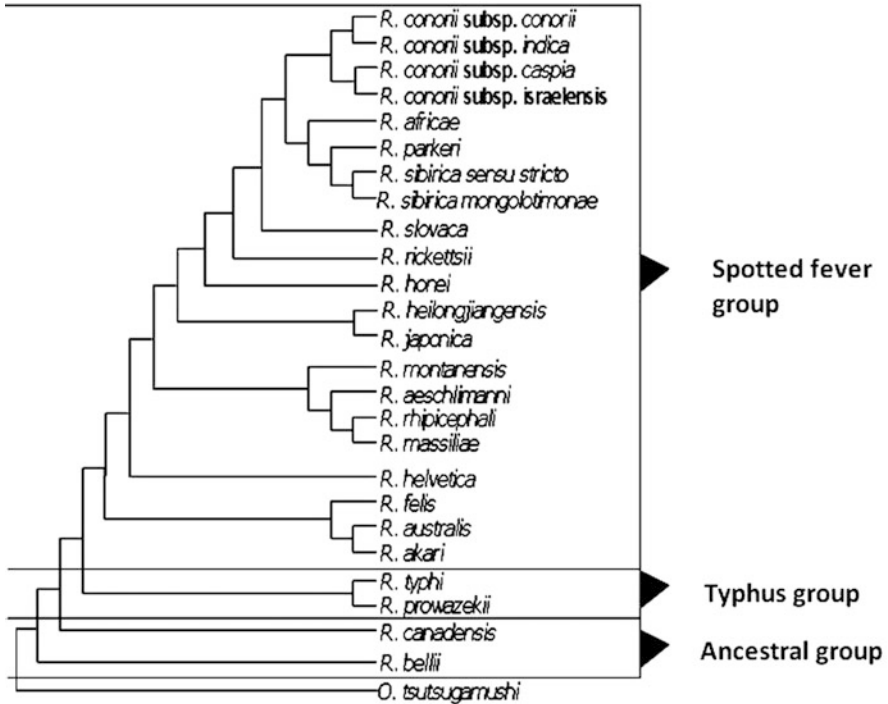 R. conorii subsp. conorii
R. conorii subsp. indica
R. conorii subsp. caspia
R. conorii subsp. israelensis
R. africae
R. parkeri
R. sibirica sensu stricto
R. sibirica mongolotimonae
R. slovaca
R. rickettsii
R. honei
R. heilongjiangensis
R. japonica
R. montanensis
R. aeschlimanni
R. rhipicephali
R. massiliae
R. helvetica
R. felis
R. australis
R. akari
R. typhi
R. prowazekii
R. canadensis
R. bellii
O. tsutsugamushi
Spotted fever
group
Typhus group
Ancestral group